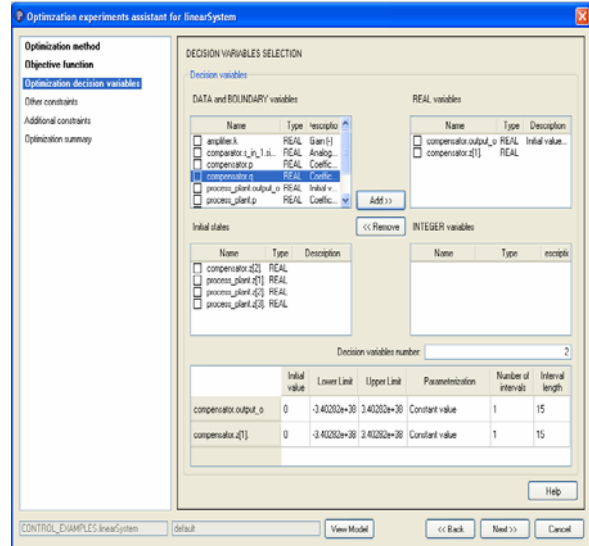 Optimzation experiments assistant for linearSystem
Optimization method
Objective function
Optimization decision variables
Other constraints
Additional constraints
Optimization summary
DECISION VARIABLES SELECTION
Decision variables
DATA and BOUNDARY variables
Name Type escriptio
amplifier.k REAL Gain [-]
comparator.s_in_1.si... REAL Analog...
compensator.p REAL Coeffic...
compensator.q REAL Coeffic...
process_plant.output_o REAL Initial v...
process_plant.p REAL Coeffic...
REAL variables
Name Type Description
compensator.output_o REAL Initial value...
compensator.z[1]. REAL
Add >>
<< Remove
Initial states
Name Type Description
compensator.z[2]. REAL
process_plant.z[1]. REAL
process_plant.z[2]. REAL
process_plant.z[3]. REAL
INTEGER variables
Name Type escriptic
Decision variables number: 2
Initial value Lower Limit Upper Limit Parameterization Number of intervals Interval length
compensator.output_o 0 -3.40282e+38 3.40282e+38 Constant value 1 15
compensator.z[1]. 0 -3.40282e+38 3.40282e+38 Constant value 1 15
Help
CONTROL_EXAMPLES.linearSystem
default
View Model
<< Back
Next >>
Cancel